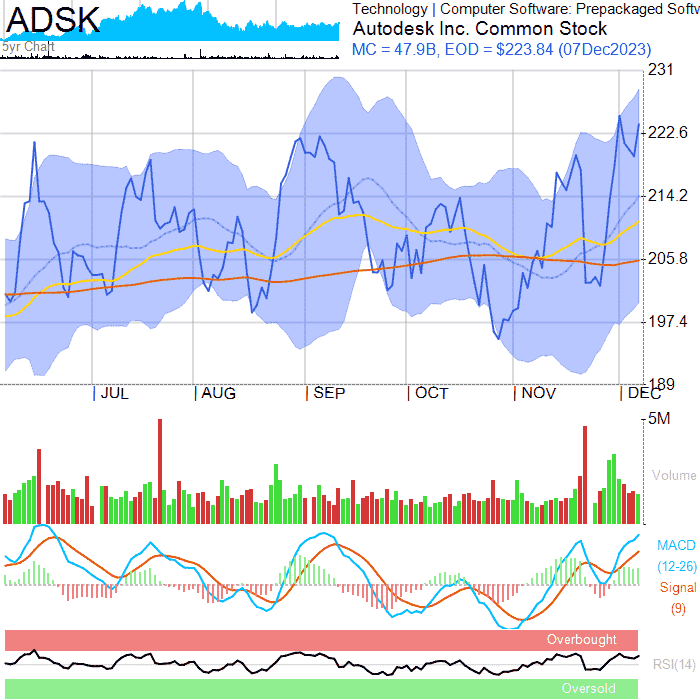 ADSK
5yr Chart
Technology | Computer Software: Prepackaged Softw
Autodesk Inc. Common Stock
MC = 47.9B, EOD = $223.84 (07Dec2023)
231
222.6
214.2
205.8
197.4
189
JUL AUG SEP OCT NOV DEC
5M
Volume
MACD
(12-26)
Signal
(9)
Overbought
RSI(14)
Oversold